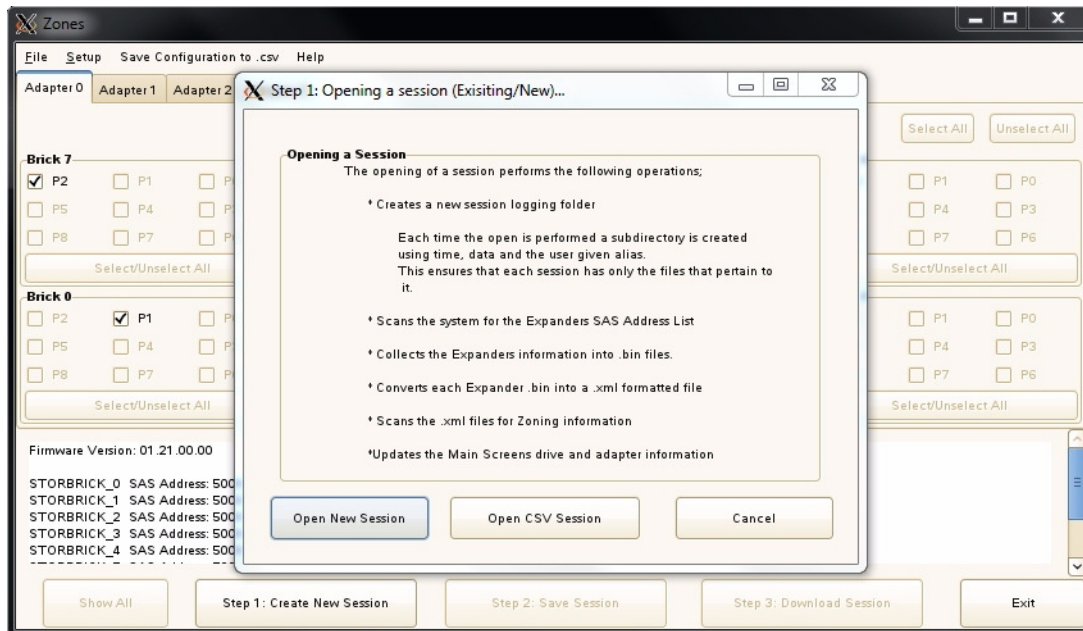 Zones
File Setup Save Configuration to .csv Help
Adapter 0 Adapter 1 Adapter 2
Step 1: Opening a session (Exisiting/New)...
Select All Unselect All
Opening a Session
The opening of a session performs the following operations;
* Creates a new session logging folder
Each time the open is performed a subdirectory is created
using time, data and the user given alias.
This ensures that each session has only the files that pertain to
it.
* Scans the system for the Expanders SAS Address List
* Collects the Expanders information into .bin files.
* Converts each Expander .bin into a .xml formatted file
* Scans the .xml files for Zoning information
*Updates the Main Screens drive and adapter information
Open New Session Open CSV Session Cancel
Brick 7
P2 P1 P1 P0
P5 P4 P4 P3
P8 P7 P7 P6
Select/Unselect All Select/Unselect All
Brick 0
P2 P1 P1 P0
P5 P4 P4 P3
P8 P7 P7 P6
Select/Unselect All Select/Unselect All
Firmware Version: 01.21.00.00
STORBRICK_0 SAS Address: 500
STORBRICK_1 SAS Address: 500
STORBRICK_2 SAS Address: 500
STORBRICK_3 SAS Address: 500
STORBRICK_4 SAS Address: 500
Show All Step 1: Create New Session Step 2: Save Session Step 3: Download Session Exit